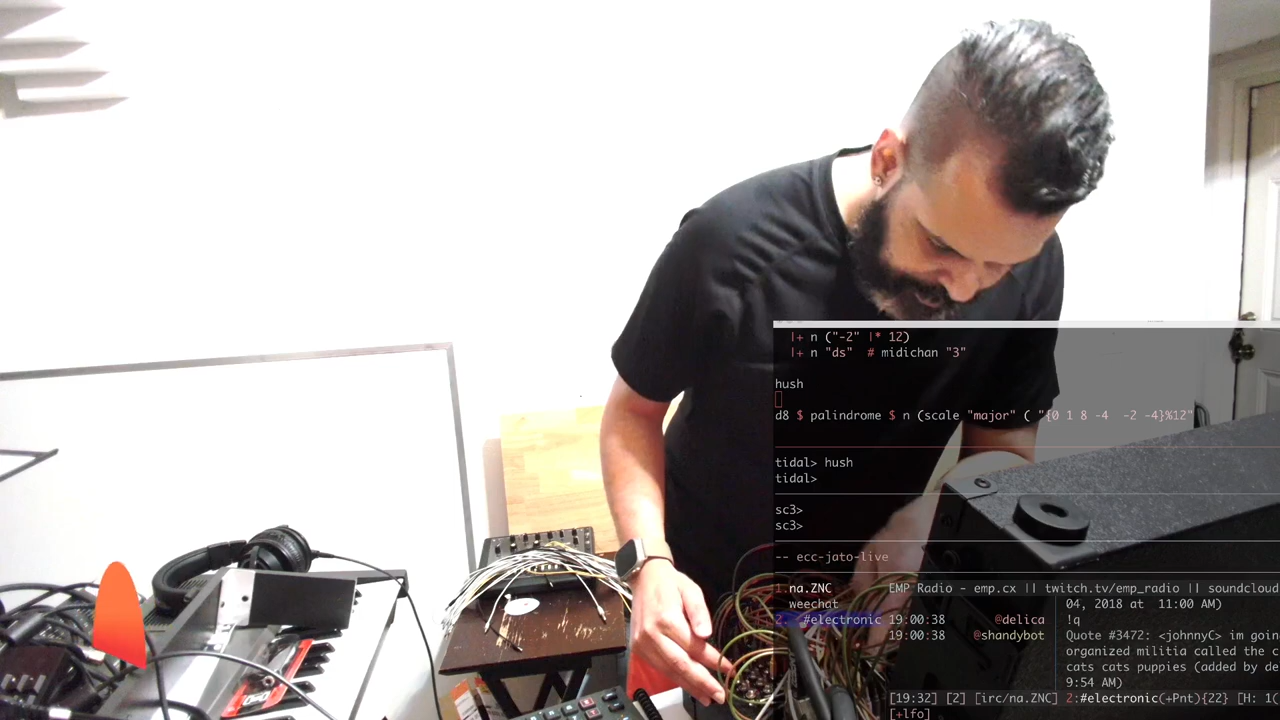 |+ n ("-2" |* 12)
|+ n "ds"  # midichan "3"
hush
d8 $ palindrome $ n (scale "major" ( "{0 1 8 -4  -2 -4}%12"
tidal> hush
tidal>
sc3>
sc3>
-- ecc-jato-live
1.na.ZNC
weechat
2. #electronic
EMP Radio - emp.cx || twitch.tv/emp_radio || soundcloud
04, 2018 at  11:00 AM)
19:00:38 @delica !q
19:00:38 @shandybot Quote #3472: <johnnyC> im goin
organized militia called the c
cats cats puppies (added by de
9:54 AM)
[19:32] [2] [irc/na.ZNC] 2:#electronic(+Pnt){22} [H: 1(
[+lfo]